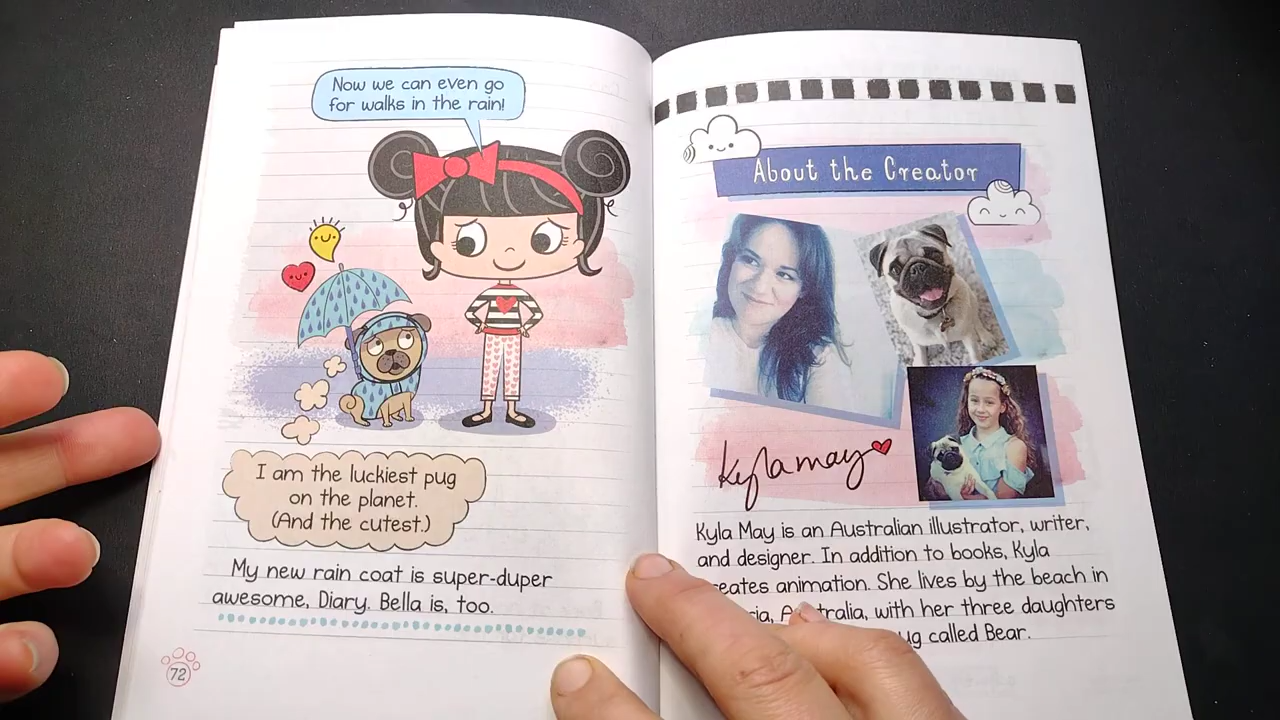 Now we can even go
for walks in the rain!
I am the luckiest pug
on the planet.
(And the cutest.)
My new rain coat is super-duper
awesome, Diary. Bella is, too.
72
About the Creator
Kyla may
Kyla May is an Australian illustrator, writer,
and designer. In addition to books, Kyla
creates animation. She lives by the beach in
Australia, with her three daughters
called Bear.